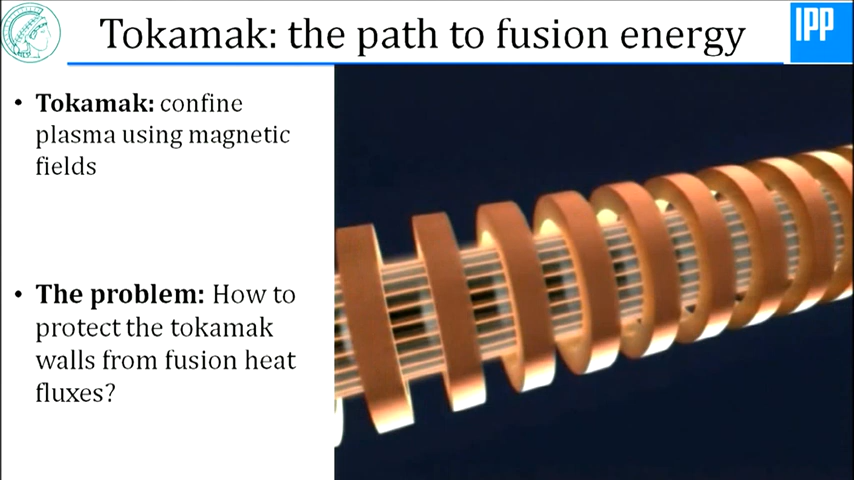 Tokamak: the path to fusion energy
IPP
• Tokamak: confine
plasma using magnetic
fields
• The problem: How to
protect the tokamak
walls from fusion heat
fluxes?